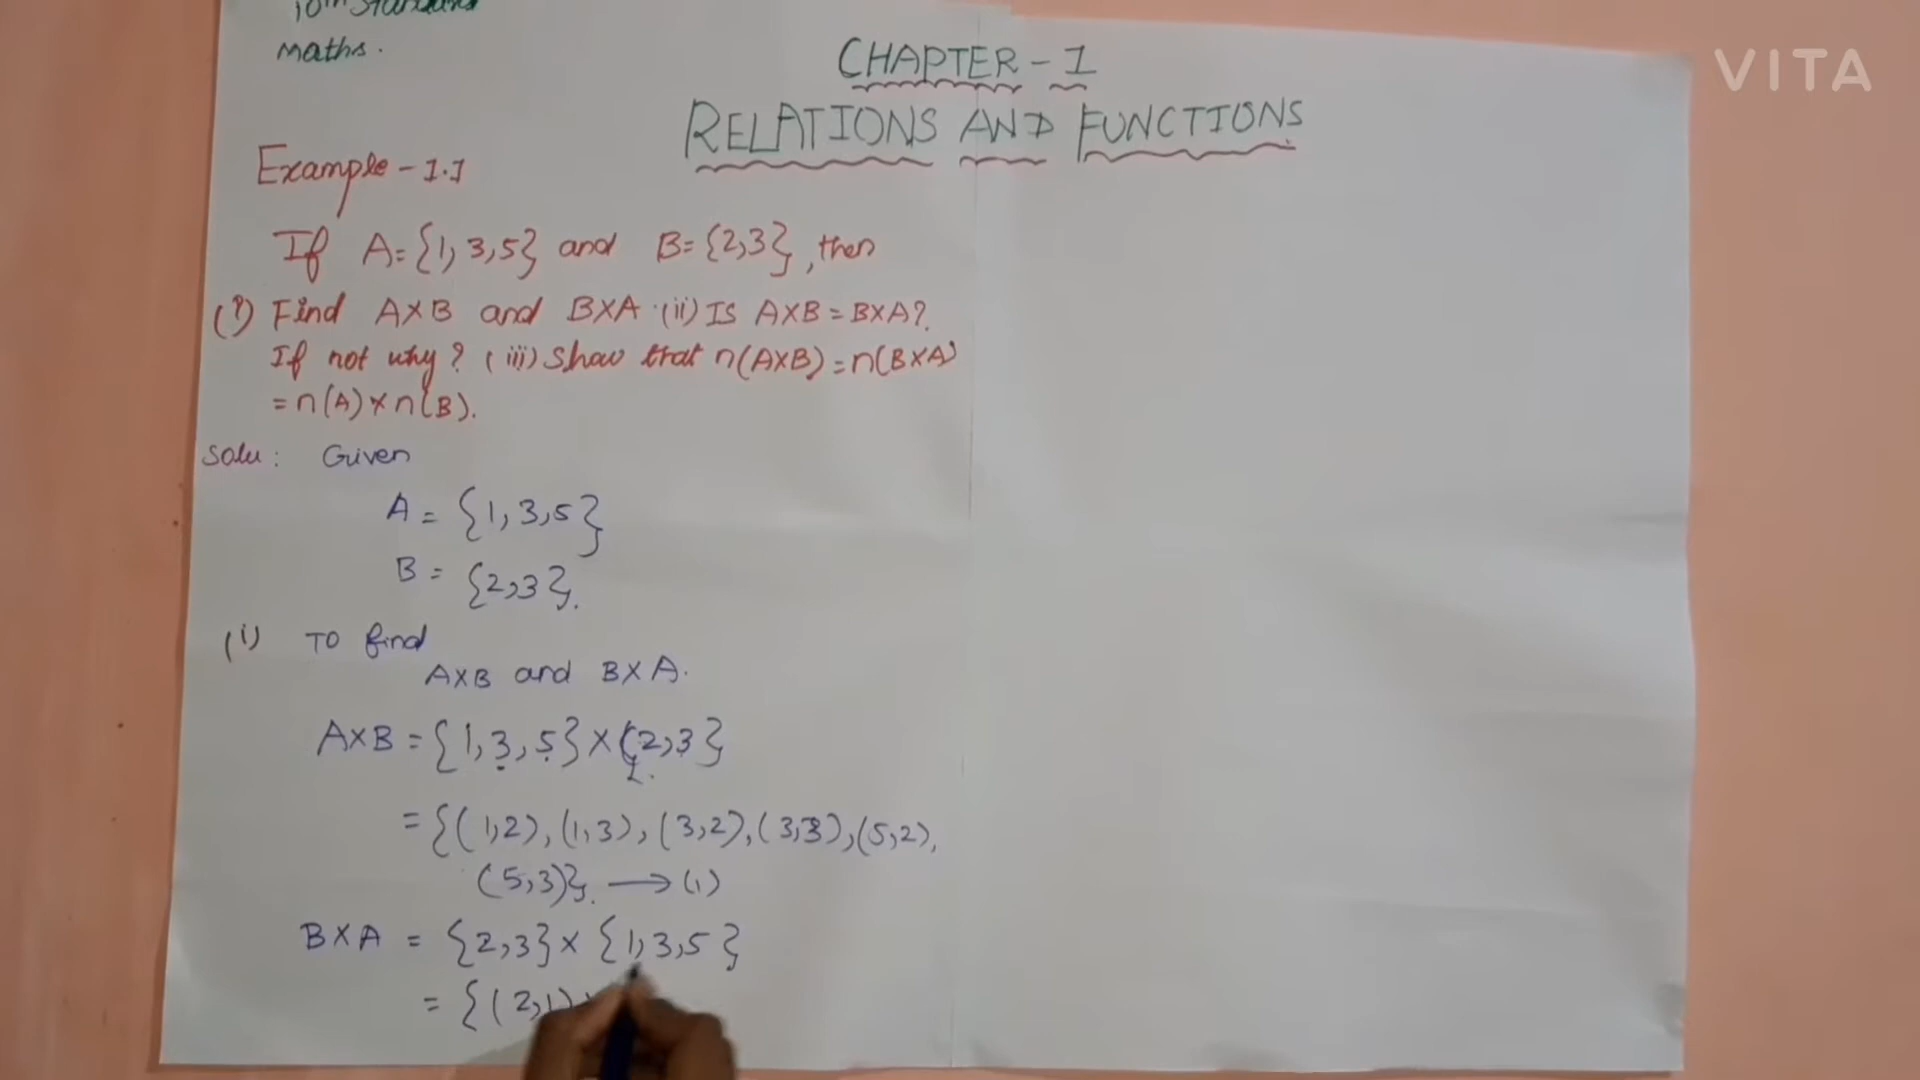 10th Standard
maths.
VITA
CHAPTER - 1
RELATIONS AND FUNCTIONS
Example - 1.1
If A = {1, 3, 5} and B = {2, 3}, then
(i) Find A×B and B×A. (ii) Is A×B = B×A?
If not why? (iii) Show that n(A×B) = n(B×A)
= n(A) × n(B).
Solu: Given
A = {1, 3, 5}
B = {2, 3}.
(i) To find
A×B and B×A.
A×B = {1, 3, 5} × {2, 3}
= {(1,2), (1,3), (3,2), (3,3), (5,2),
(5,3)}. → (1)
B×A = {2, 3} × {1, 3, 5}
= {(2,1)